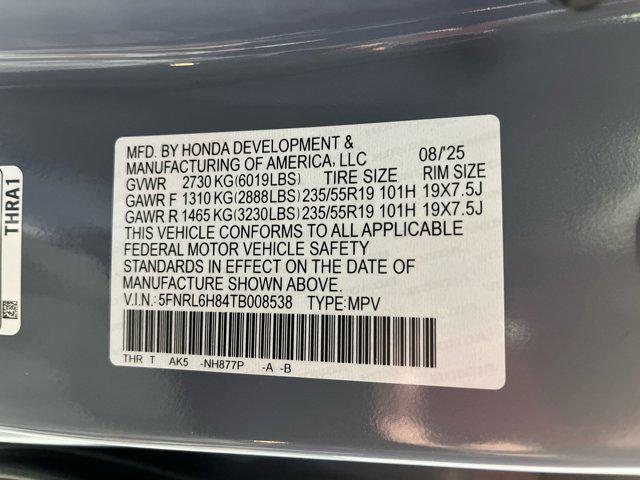 MFD. BY HONDA DEVELOPMENT &
MANUFACTURING OF AMERICA, LLC 08/'25
GVWR 2730 KG(6019LBS) TIRE SIZE RIM SIZE
GAWR F 1310 KG(2888LBS) 235/55R19 101H 19X7.5J
GAWR R 1465 KG(3230LBS) 235/55R19 101H 19X7.5J
THIS VEHICLE CONFORMS TO ALL APPLICABLE
FEDERAL MOTOR VEHICLE SAFETY
STANDARDS IN EFFECT ON THE DATE OF
MANUFACTURE SHOWN ABOVE.
V.I.N: 5FNRL6H84TB008538 TYPE:MPV
THR T AK5 -NH877P -A -B
THRA1